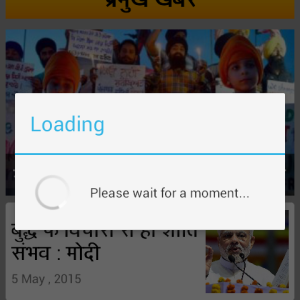 प्रमुख खबर
Loading
Please wait for a moment...
बुद्ध के विचारों से ही शांति
संभव : मोदी
5 May , 2015